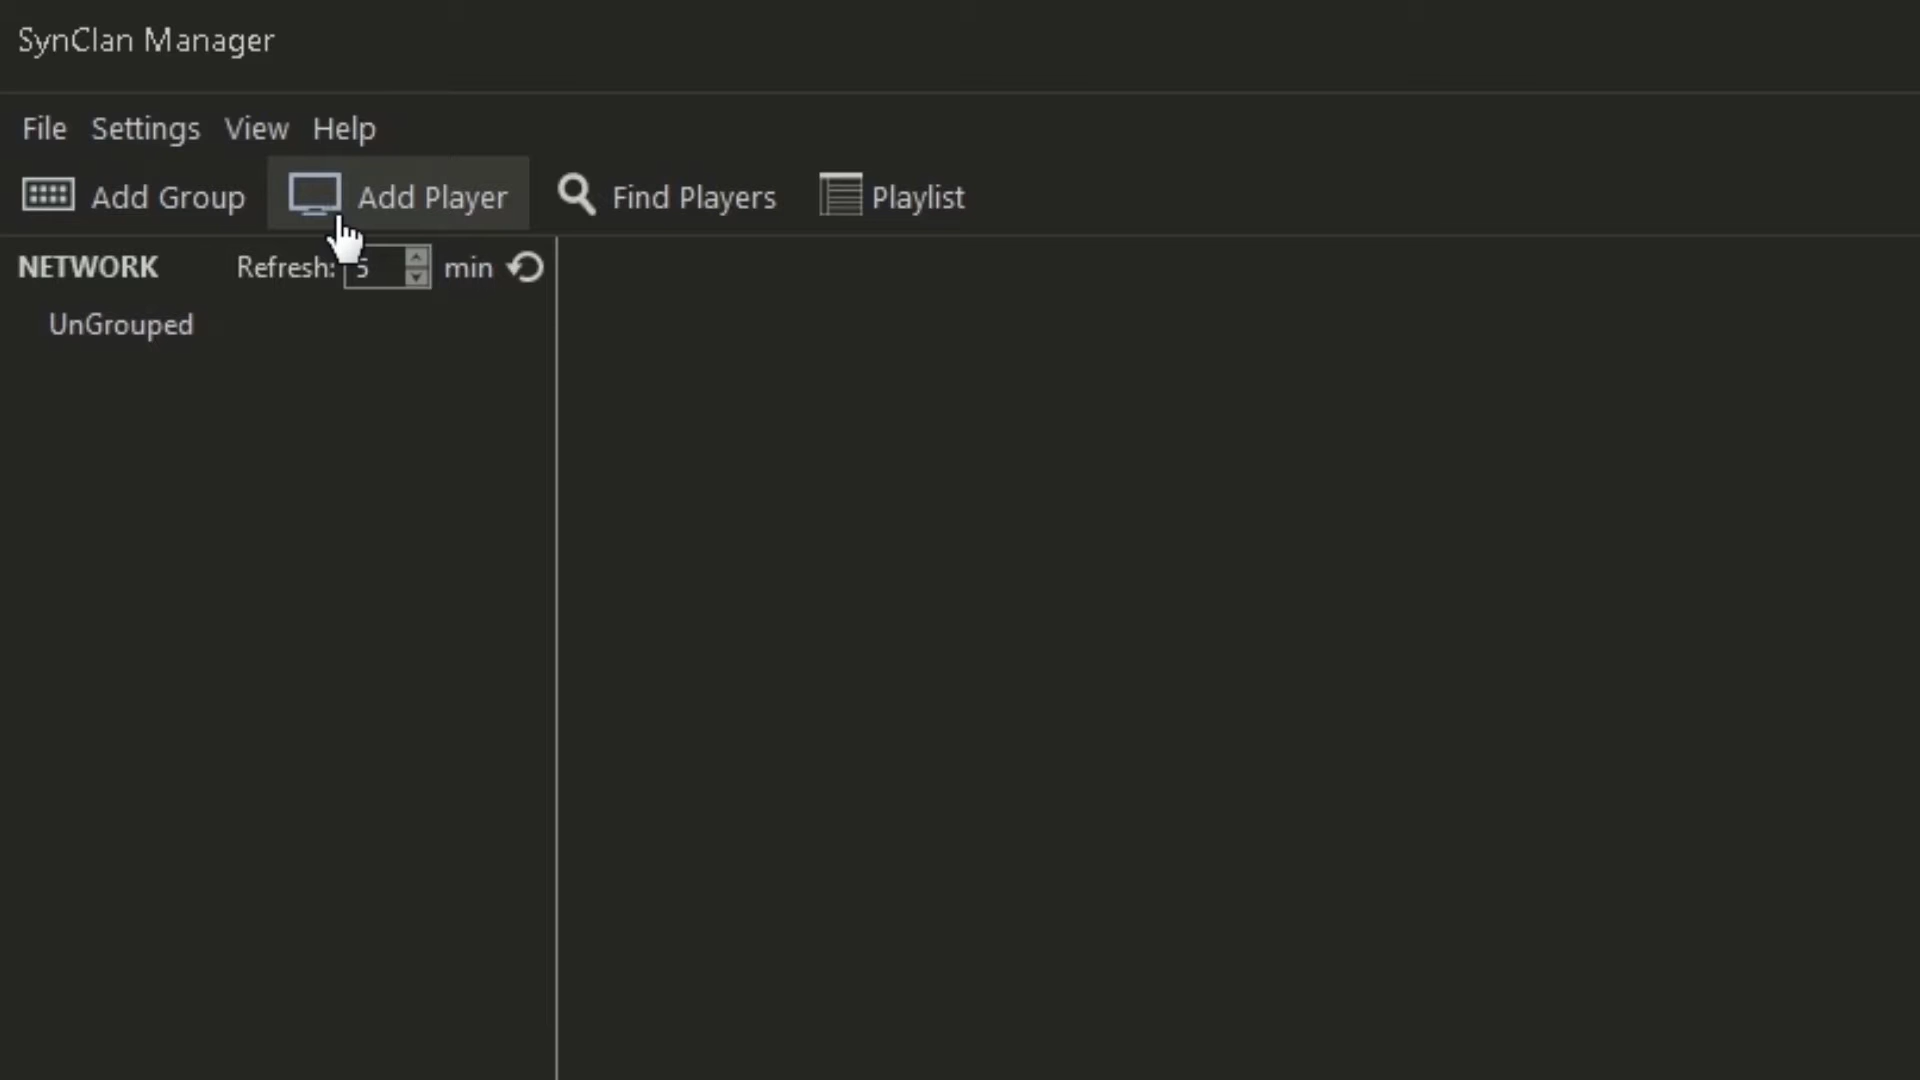 SynClan Manager
File Settings View Help
Add Group Add Player Find Players Playlist
NETWORK Refresh: 5 min
UnGrouped